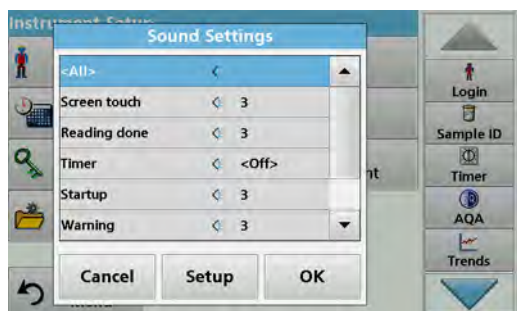 Sound Settings
<All>
Screen touch 3
Reading done 3
Timer <Off>
Startup 3
Warning 3
Cancel Setup OK
Login
Sample ID
Timer
AQA
Trends